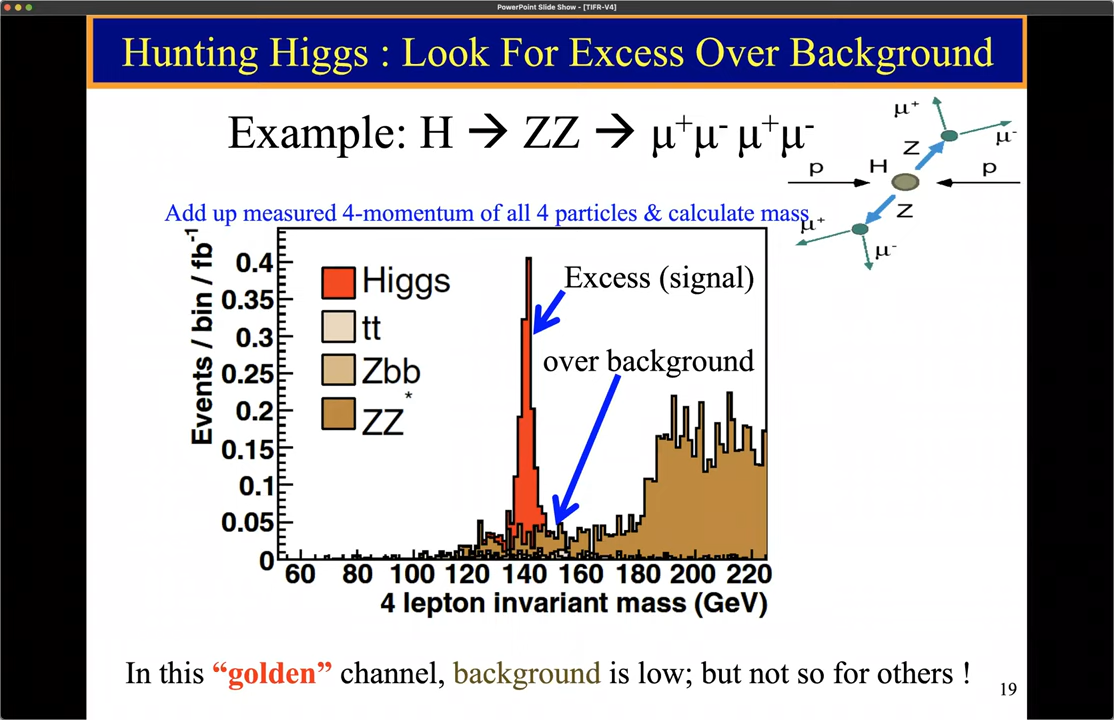 PowerPoint Slide Show - [TIFR-V4]
Hunting Higgs : Look For Excess Over Background
Example: H → ZZ → μ⁺μ⁻ μ⁺μ⁻
μ⁺
μ⁻
Z
H
p
p
Z
μ⁺
μ⁻
Add up measured 4-momentum of all 4 particles & calculate mass
Events / bin / fb⁻¹
0.4
0.35
0.3
0.25
0.2
0.15
0.1
0.05
0
Higgs
tt
Zbb
ZZ*
Excess (signal)
over background
60 80 100 120 140 160 180 200 220
4 lepton invariant mass (GeV)
In this “golden” channel, background is low; but not so for others !
19